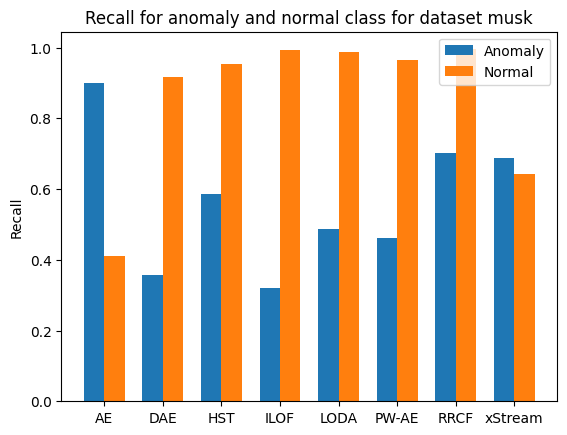 Recall for anomaly and normal class for dataset musk
Anomaly
Normal
1.0
0.8
0.6
0.4
0.2
0.0
Recall
AE DAE HST ILOF LODA PW-AE RRCF xStream